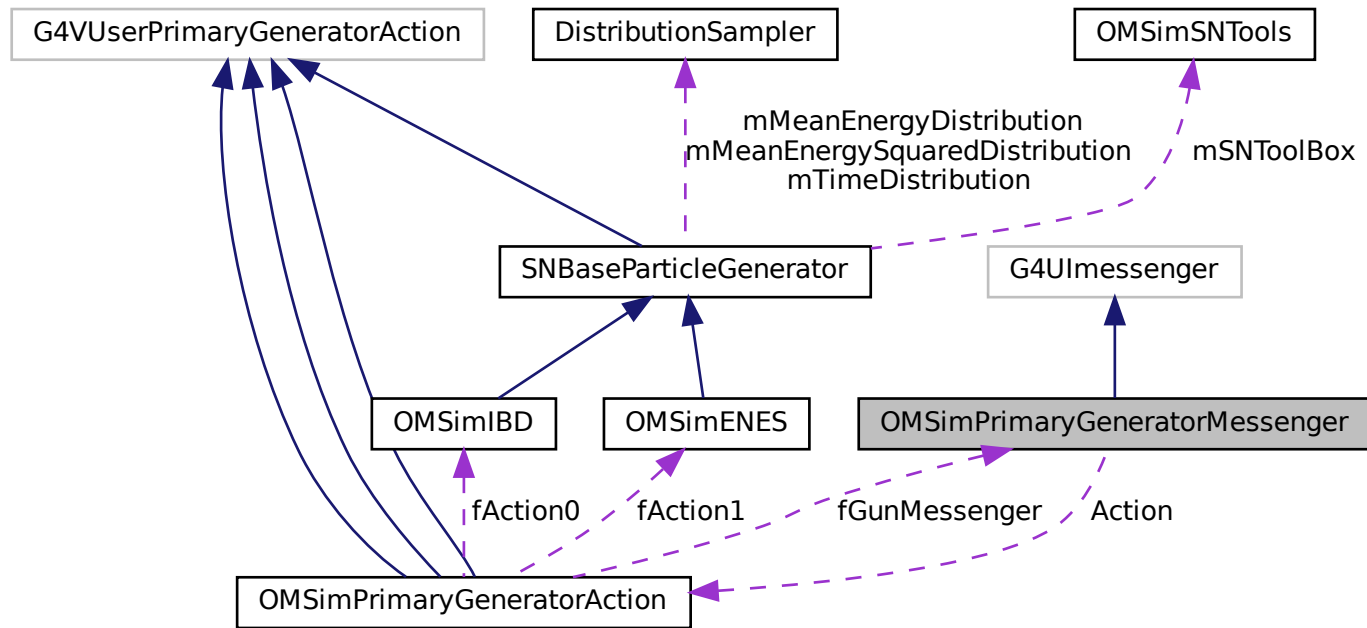 G4VUserPrimaryGeneratorAction
DistributionSampler
OMSimSNTools
mMeanEnergyDistribution
mMeanEnergySquaredDistribution
mTimeDistribution
mSNToolBox
SNBaseParticleGenerator
G4UImessenger
OMSimIBD
OMSimENES
OMSimPrimaryGeneratorMessenger
fAction0
fAction1
fGunMessenger
Action
OMSimPrimaryGeneratorAction